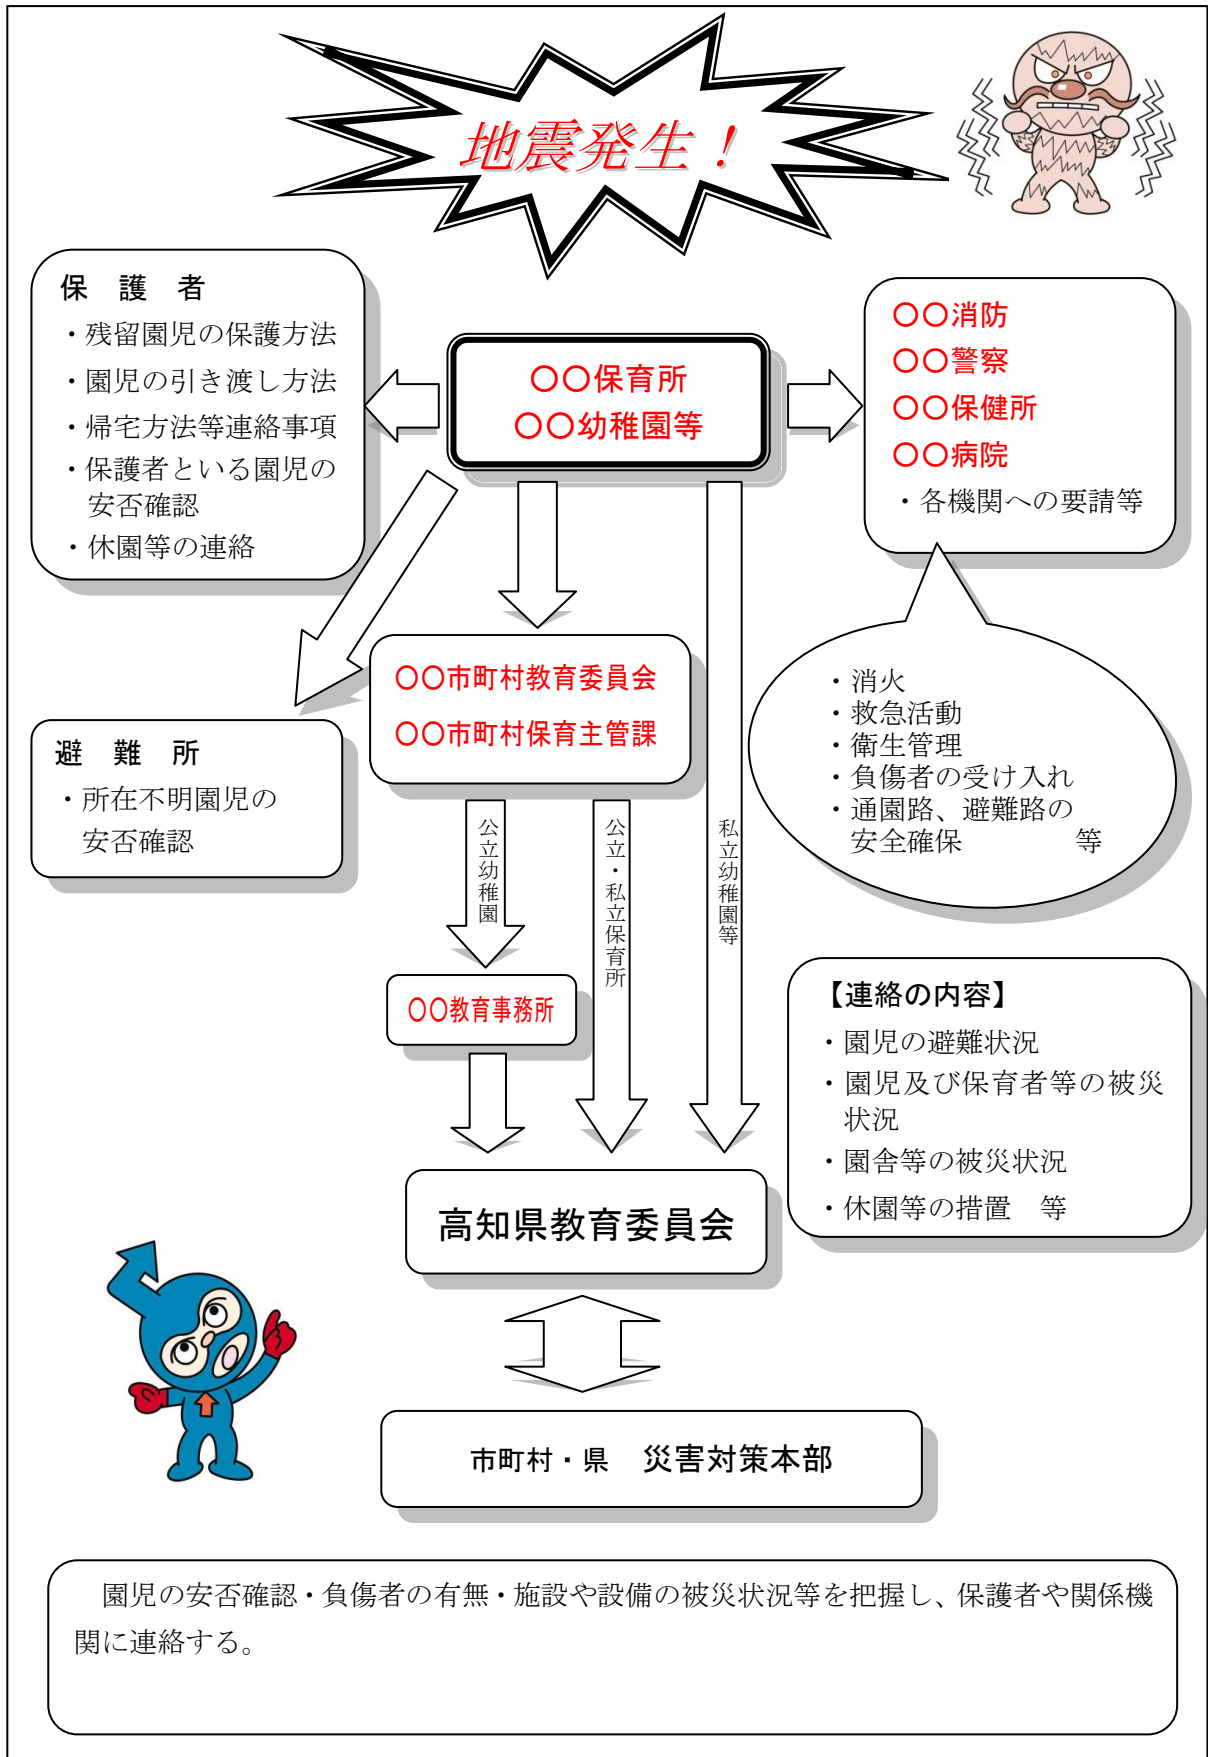 地震発生！
保　護　者
・残留園児の保護方法
・園児の引き渡し方法
・帰宅方法等連絡事項
・保護者といる園児の
安否確認
・休園等の連絡
〇〇保育所
〇〇幼稚園等
〇〇消防
〇〇警察
〇〇保健所
〇〇病院
・各機関への要請等
・消火
・救急活動
・衛生管理
・負傷者の受け入れ
・通園路、避難路の
安全確保　　　　等
〇〇市町村教育委員会
〇〇市町村保育主管課
避　難　所
・所在不明園児の
安否確認
公立幼稚園
公立・私立保育所
私立幼稚園等
〇〇教育事務所
【連絡の内容】
・園児の避難状況
・園児及び保育者等の被災
状況
・園舎等の被災状況
・休園等の措置　等
高知県教育委員会
市町村・県　災害対策本部
園児の安否確認・負傷者の有無・施設や設備の被災状況等を把握し、保護者や関係機
関に連絡する。